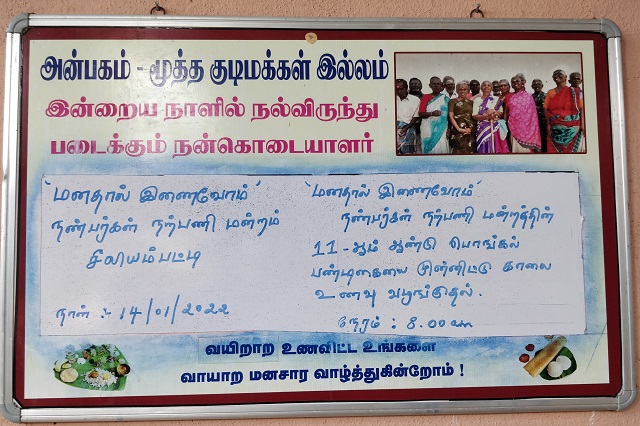 அன்பகம் - மூத்த குடிமக்கள் இல்லம்
இன்றைய நாளில் நல்விருந்து
படைக்கும் நன்கொடையாளர்
"மனதால் இணைவோம்"
நண்பர்கள் நற்பணி மன்றம்
சீலியம்பட்டி
நாள் : 14/01/2022
"மனதால் இணைவோம்"
நண்பர்கள் நற்பணி மன்றத்தின்
11-ஆம் ஆண்டு பொங்கல்
பண்டிகையை முன்னிட்டு காலை
உணவு வழங்குதல்.
நேரம் : 8.00
வயிறாற உணவிட்ட உங்களை
வாயாற மனசார வாழ்த்துகின்றோம் !